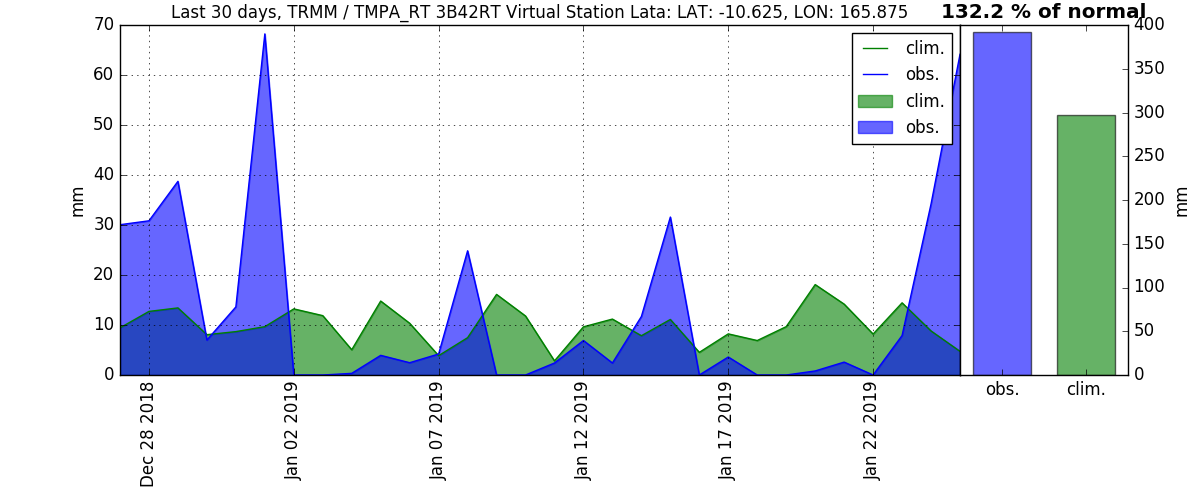 Last 30 days, TRMM / TMPA_RT 3B42RT Virtual Station Lata: LAT: -10.625, LON: 165.875
132.2 % of normal
70
60
50
40
30
20
10
0
mm
clim.
obs.
clim.
obs.
Dec 28 2018
Jan 02 2019
Jan 07 2019
Jan 12 2019
Jan 17 2019
Jan 22 2019
400
350
300
250
200
150
100
50
0
mm
obs.
clim.